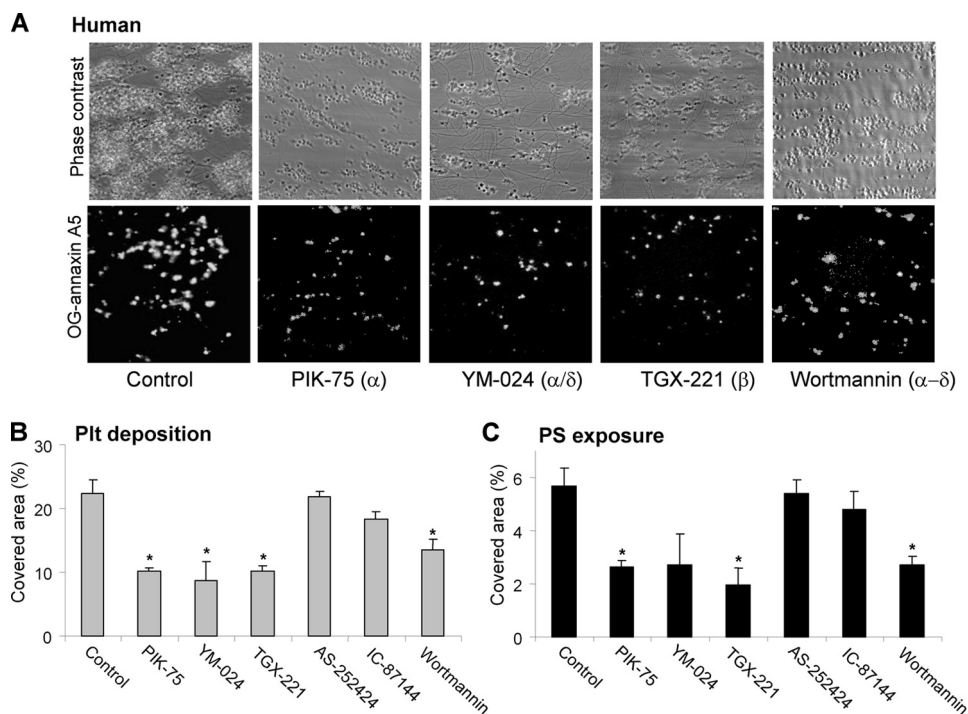 A
Human
Phase contrast
OG-annaxin A5
Control
PIK-75 (α)
YM-024 (α/δ)
TGX-221 (β)
Wortmannin (α–δ)
B Plt deposition
Covered area (%)
30
20
10
0
*
*
*
*
Control
PIK-75
YM-024
TGX-221
AS-252424
IC-87144
Wortmannin
C PS exposure
Covered area (%)
6
4
2
0
*
*
*
Control
PIK-75
YM-024
TGX-221
AS-252424
IC-87144
Wortmannin